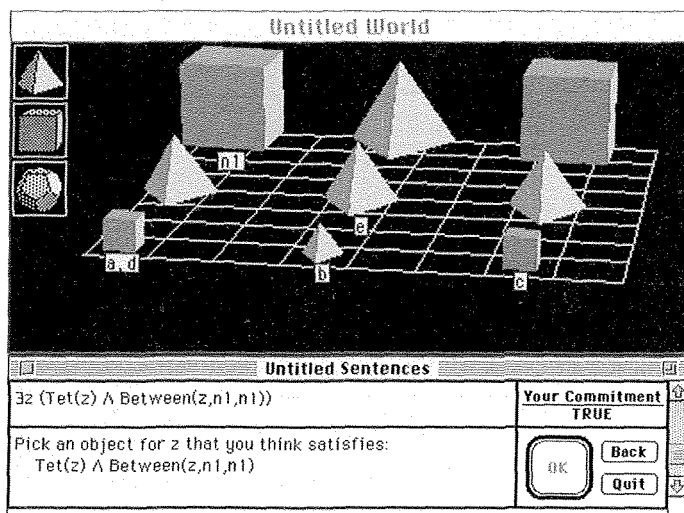 Untitled World
n1
e
a, d
b
c
Untitled Sentences
∃z (Tet(z) ∧ Between(z,n1,n1))
Your Commitment
TRUE
Pick an object for z that you think satisfies:
Tet(z) ∧ Between(z,n1,n1)
OK
Back
Quit